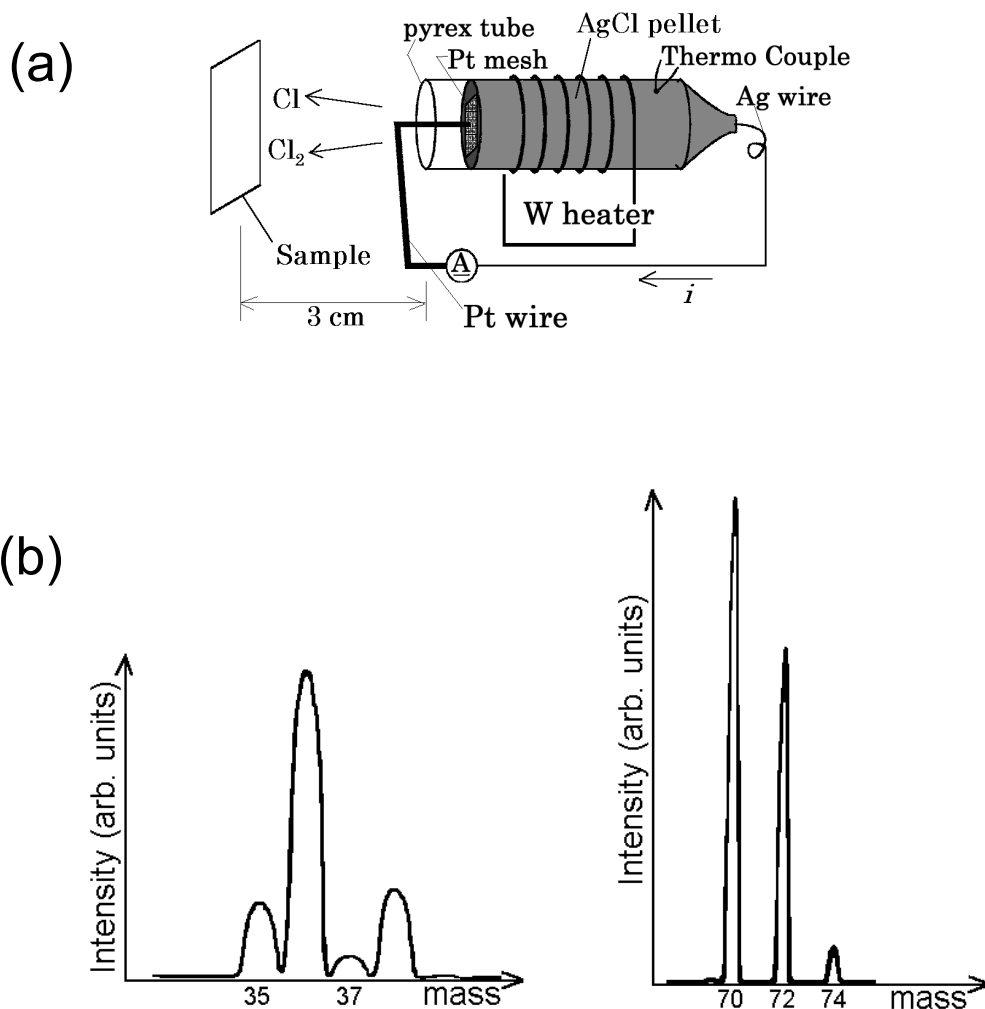 (a)
pyrex tube
AgCl pellet
Pt mesh
Thermo Couple
Cl
Ag wire
Cl2
W heater
Sample
A
i
3 cm
Pt wire
(b)
Intensity (arb. units)
35 37 mass
Intensity (arb. units)
70 72 74 mass